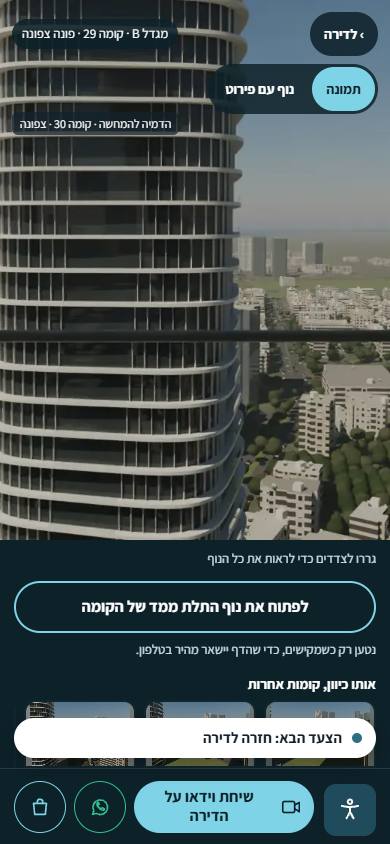 ‹ לדירה
מגדל B · קומה 29 · פונה צפונה
תמונה
נוף עם פירוט
הדמיה להמחשה · קומה 30 · צפונה
גררו לצדדים כדי לראות את כל הנוף
לפתוח את נוף התלת ממד של הקומה
נטען רק כשמקישים, כדי שהדף יישאר מהיר בטלפון.
אותו כיוון, קומות אחרות
הצעד הבא: חזרה לדירה
שיחת וידאו על
הדירה